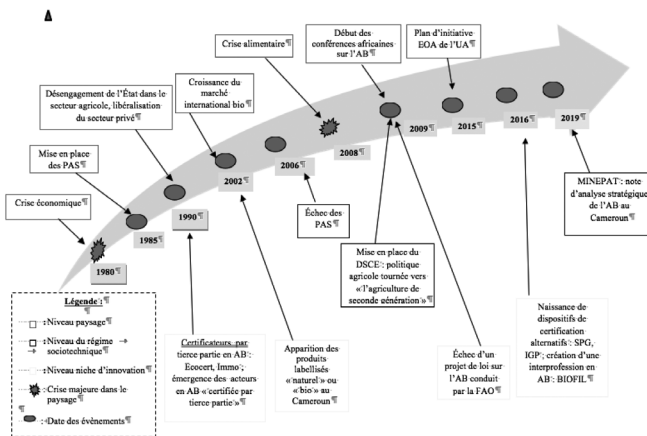 Crise alimentaire¶
Début des
conférences africaines
sur l'AB¶
Plan d'initiative
EOA de l'UA¶
Croissance du
marché
international bio¶
Désengagement de l'État dans le
secteur agricole, libéralisation
du secteur privé¶
Mise en place
des PAS¶
Crise économique¶
1980¶
1985¶
1990¶
2002¶
2006¶
2008¶
2009¶
2015¶
2016¶
2019¶
Échec des
PAS¶
Mise en place du
DSCE : politique
agricole tournée vers
« l'agriculture de
seconde génération »¶
MINEPAT : note
d'analyse stratégique
de l'AB au
Cameroun¶
Certificateurs par
tierce partie en AB :
Ecocert, Immo ;
émergence des acteurs
en AB « certifiée par
tierce partie »¶
Apparition des
produits
labellisés
« naturel » ou
« bio » au
Cameroun¶
Échec d'un
projet de loi sur
l'AB conduit
par la FAO¶
Naissance de
dispositifs de
certification
alternatifs : SPG,
IGP ; création d'une
interprofession en
AB : BIOFIL¶
Légende :¶
: Niveau paysage¶
: Niveau du régime →
sociotechnique¶
Niveau niche d'innovation¶
: Crise majeure dans le
paysage¶
¶
: Date des évènements¶